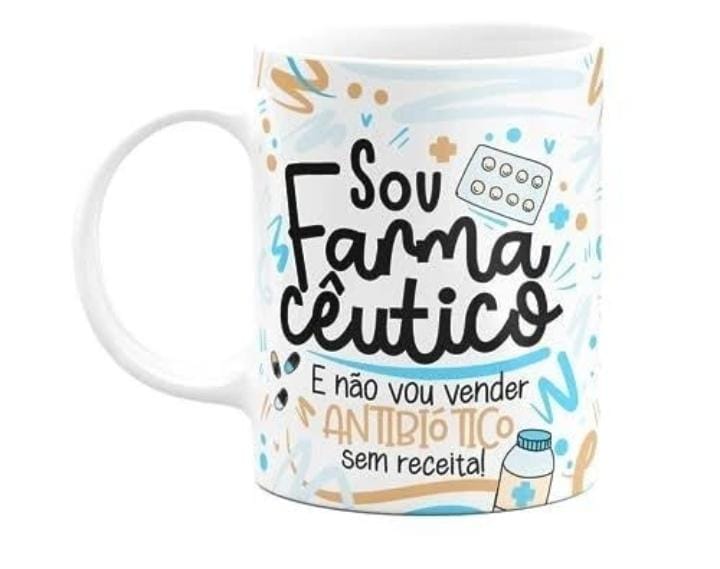 Sou
Farma
cêutico
E não vou vender
ANTIBIÓTICO
sem receita!